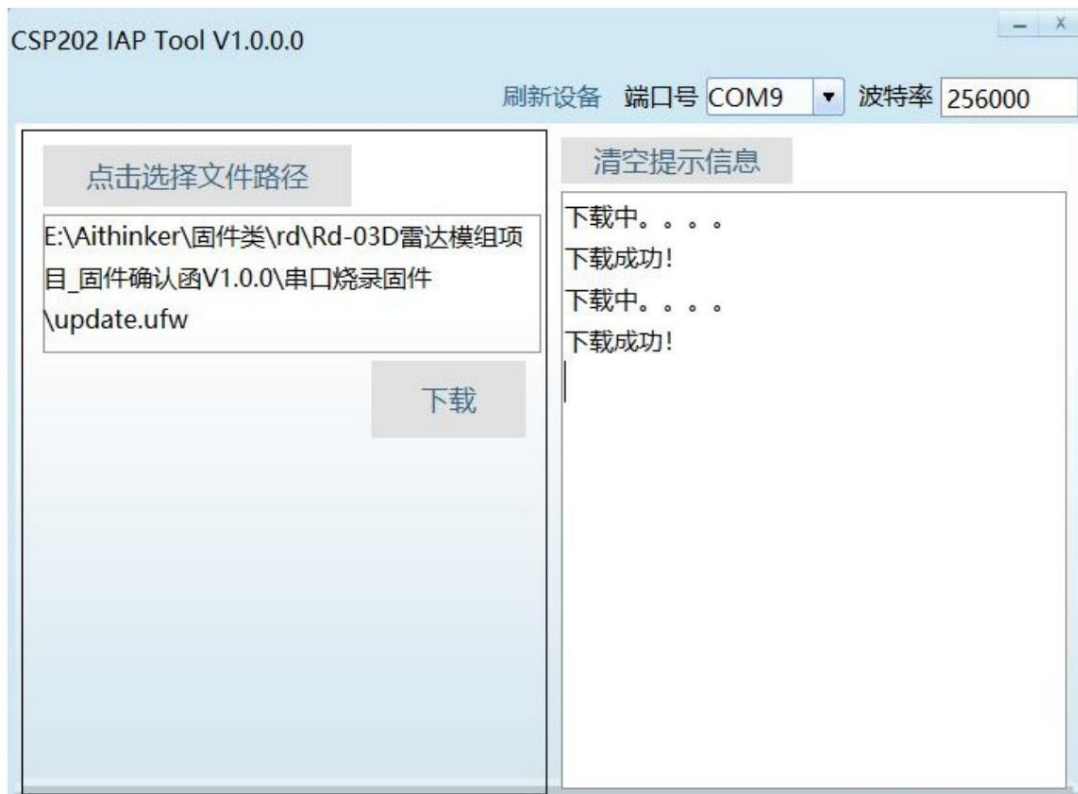 CSP202 IAP Tool V1.0.0.0
刷新设备 端口号 COM9 波特率 256000
点击选择文件路径
E:\Aithinker\固件类\rd\Rd-03D雷达模组项
目_固件确认函V1.0.0\串口烧录固件
\update.ufw
下载
清空提示信息
下载中。。。。
下载成功!
下载中。。。。
下载成功!